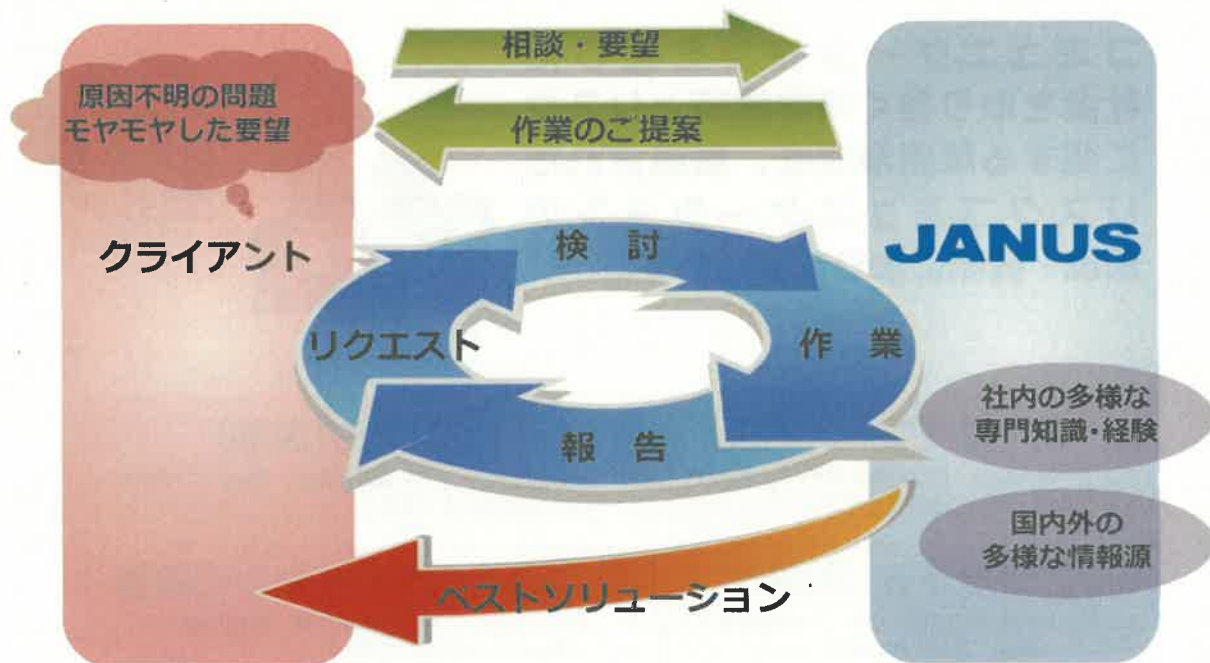 相談・要望
原因不明の問題
モヤモヤした要望
作業のご提案
クライアント
検 討
JANUS
リクエスト
作 業
社内の多様な
専門知識・経験
報 告
国内外の
多様な情報源
ベストソリューション